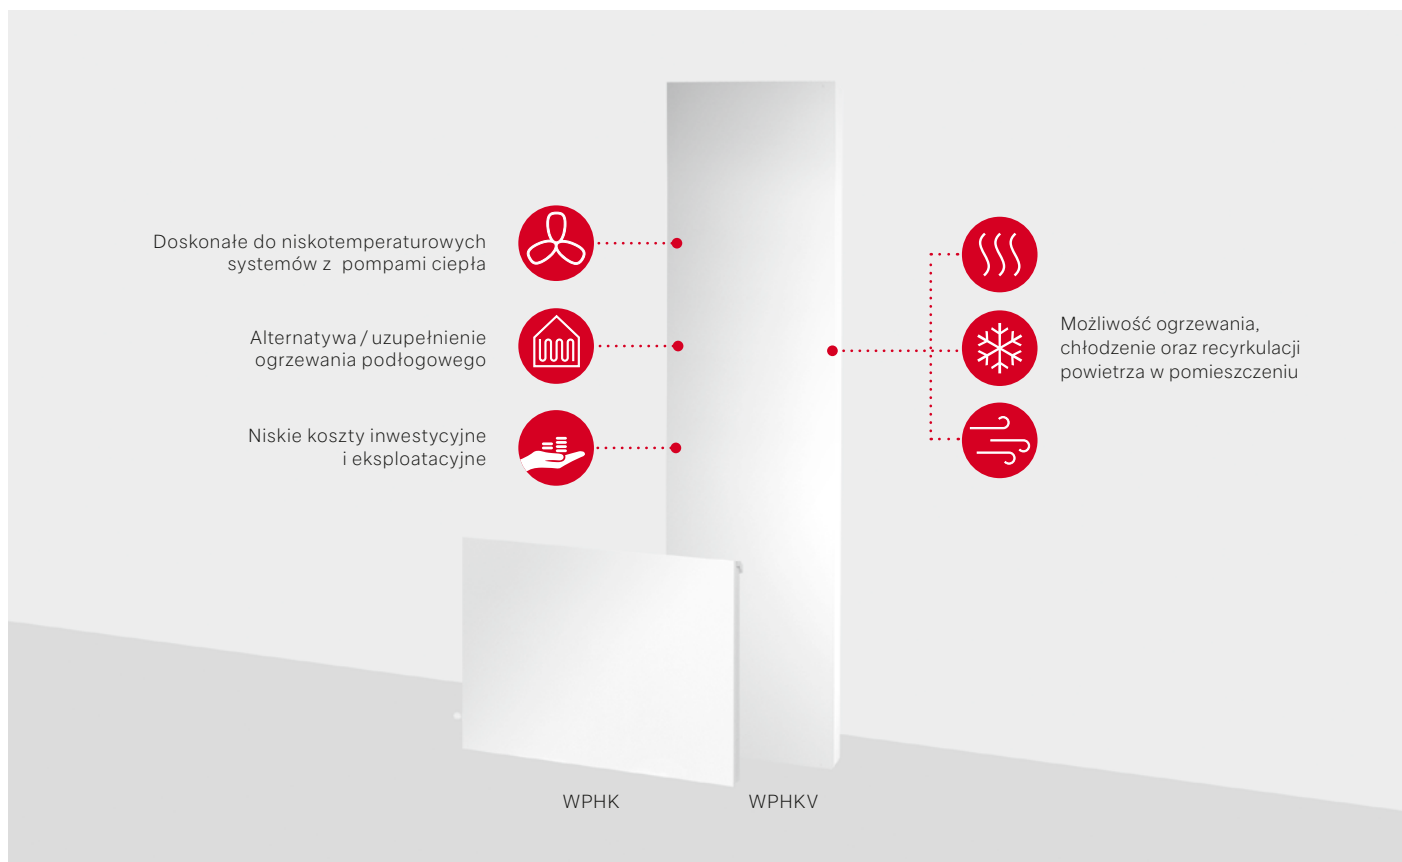 Doskonałe do niskotemperaturowych
systemów z pompami ciepła
Alternatywa / uzupełnienie
ogrzewania podłogowego
Niskie koszty inwestycyjne
i eksploatacyjne
Możliwość ogrzewania,
chłodzenie oraz recyrkulacji
powietrza w pomieszczeniu
WPHK
WPHKV